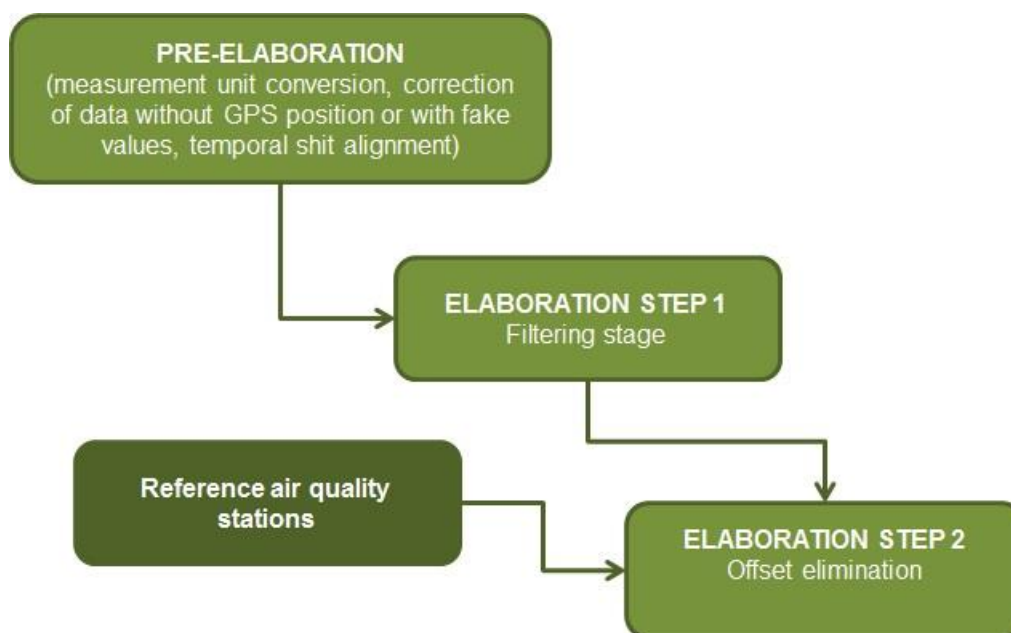 PRE-ELABORATION
(measurement unit conversion, correction
of data without GPS position or with fake
values, temporal shit alignment)
ELABORATION STEP 1
Filtering stage
Reference air quality
stations
ELABORATION STEP 2
Offset elimination